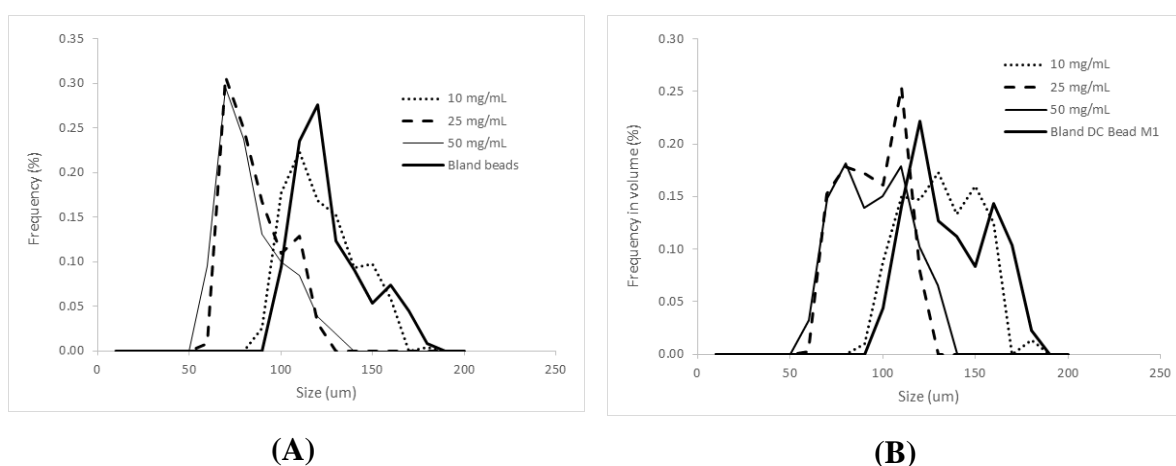 0.35
0.30
0.25
0.20
0.15
0.10
0.05
0.00
Frequency (%)
0
50
100
150
200
250
Size (um)
10 mg/mL
25 mg/mL
50 mg/mL
Bland beads
(A)
0.30
0.25
0.20
0.15
0.10
0.05
0.00
Frequency in volume (%)
0
50
100
150
200
250
Size (um)
10 mg/mL
25 mg/mL
50 mg/mL
Bland DC Bead M1
(B)